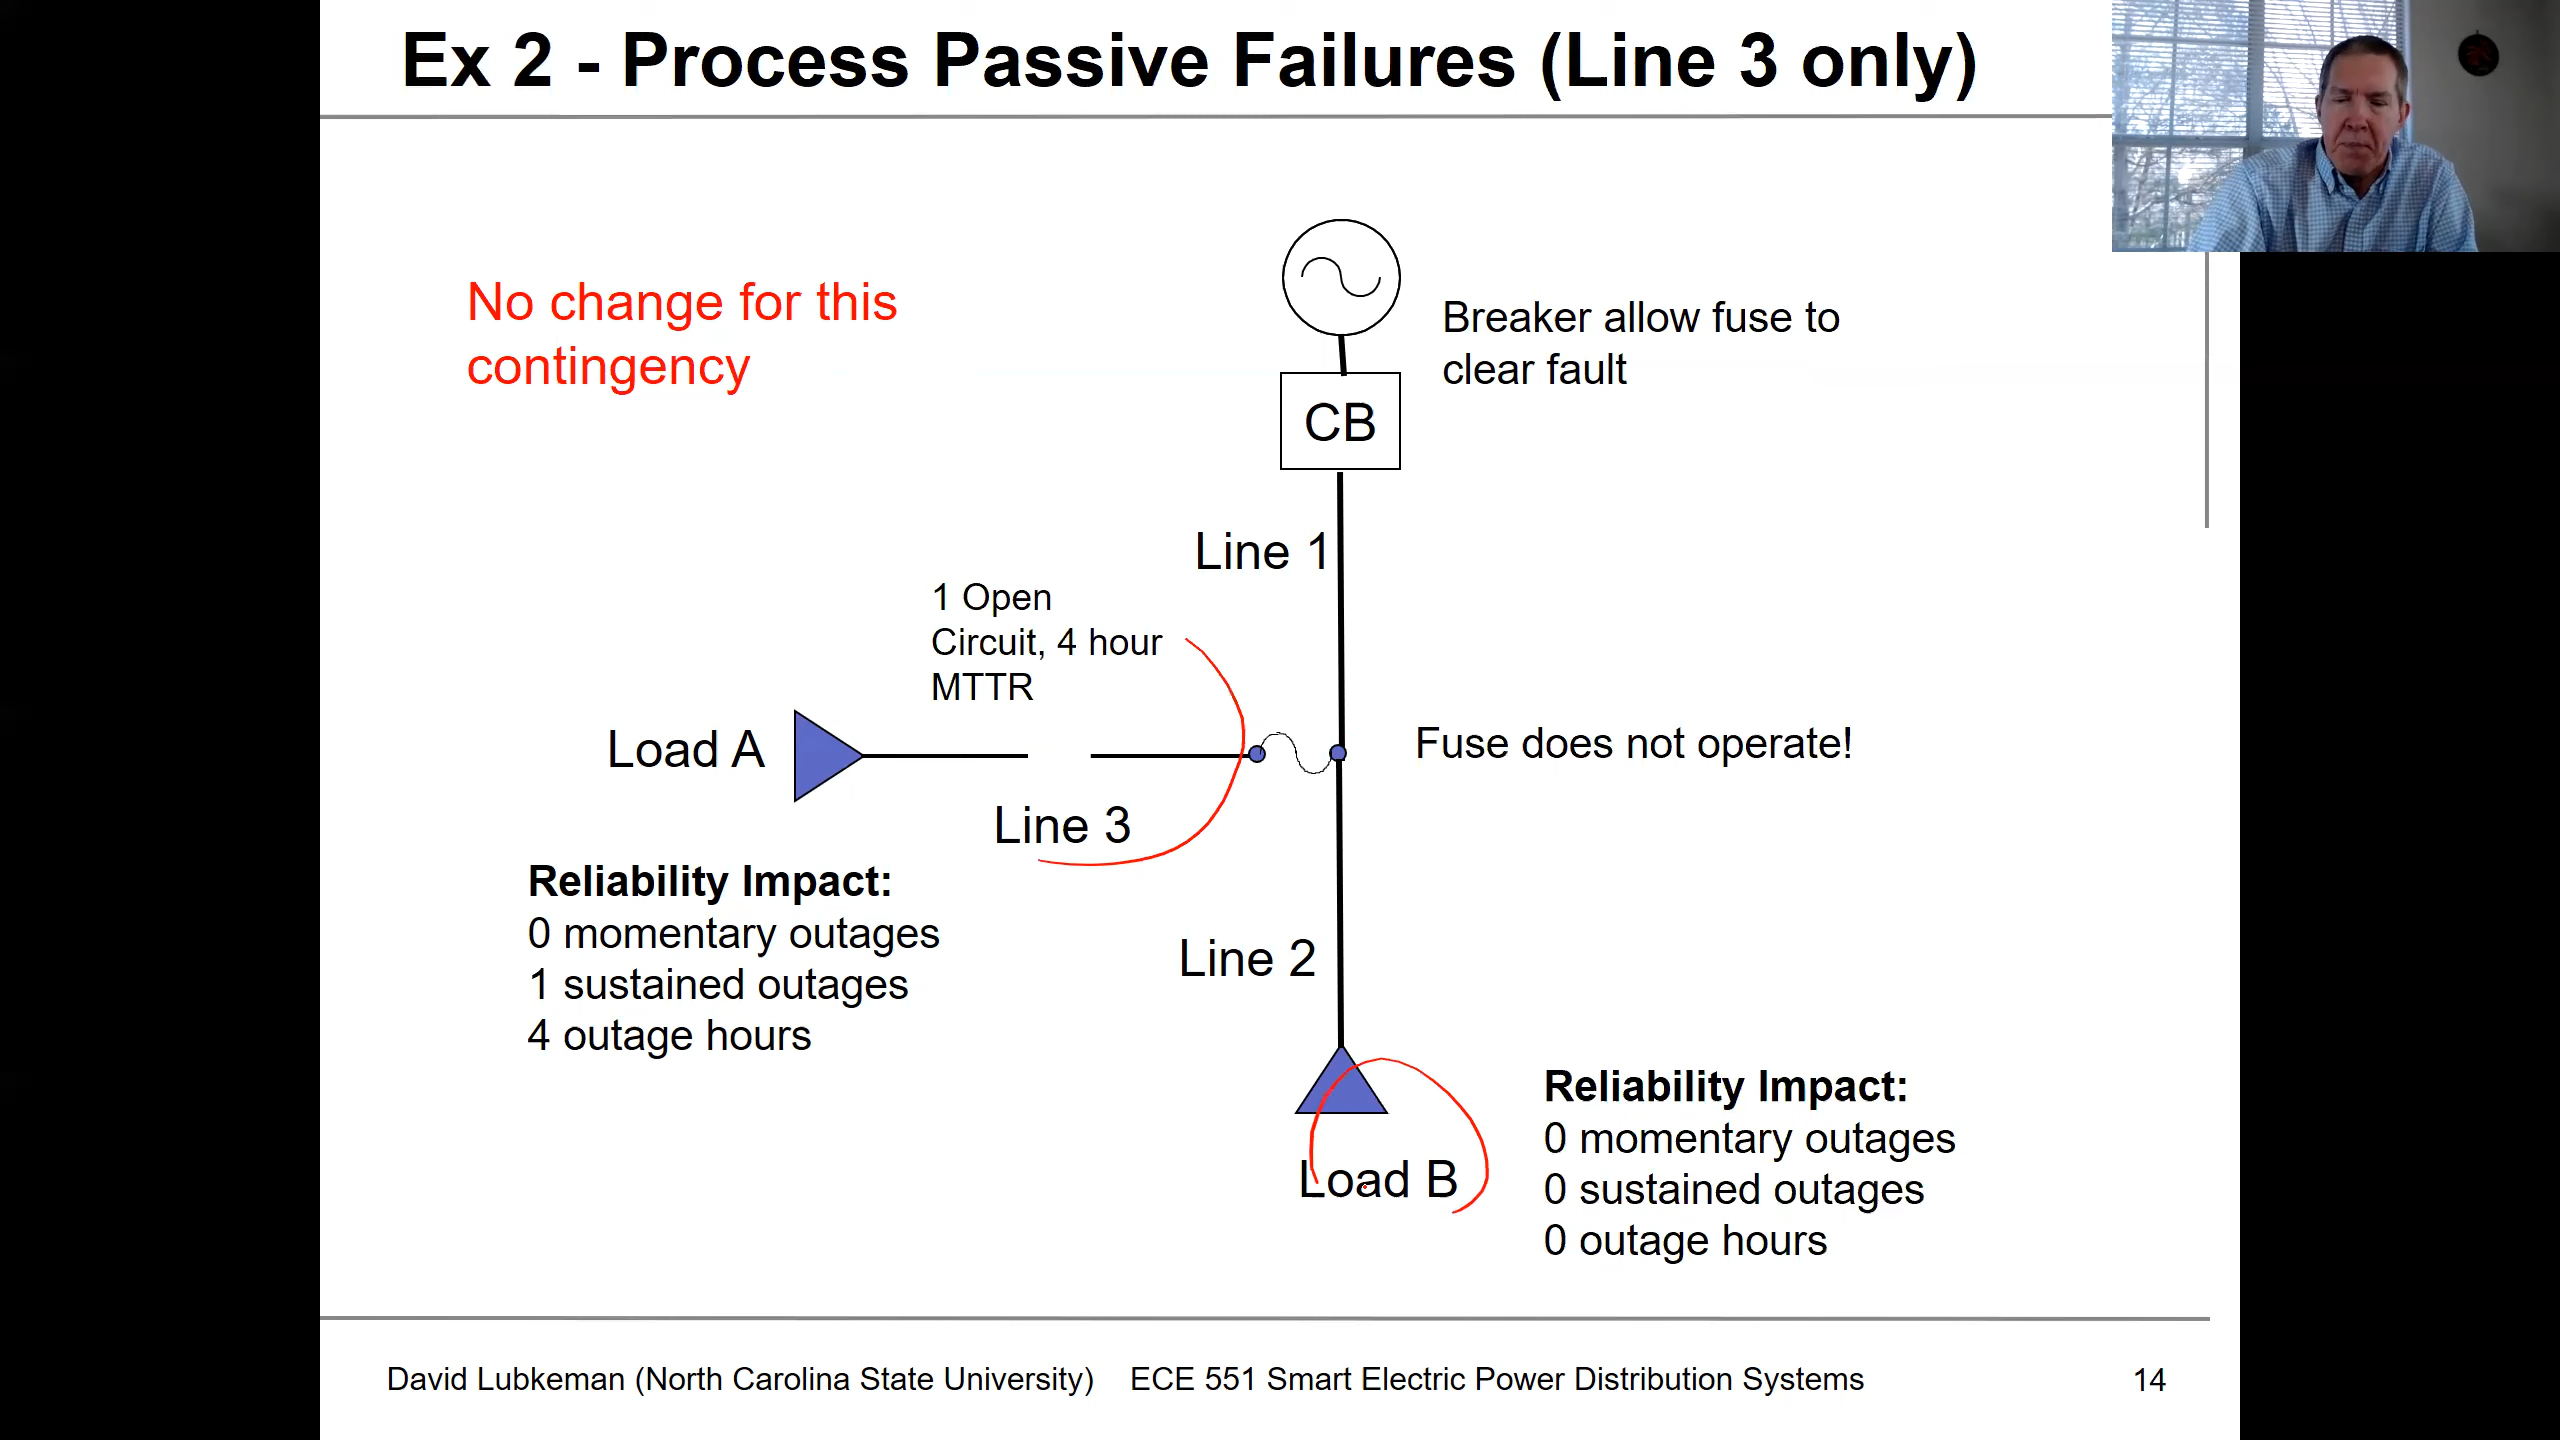 Ex 2 - Process Passive Failures (Line 3 only)
No change for this
contingency
Breaker allow fuse to
clear fault
CB
Line 1
1 Open
Circuit, 4 hour
MTTR
Load A
Fuse does not operate!
Line 3
Reliability Impact:
0 momentary outages
1 sustained outages
4 outage hours
Line 2
Load B
Reliability Impact:
0 momentary outages
0 sustained outages
0 outage hours
David Lubkeman (North Carolina State University) ECE 551 Smart Electric Power Distribution Systems 14